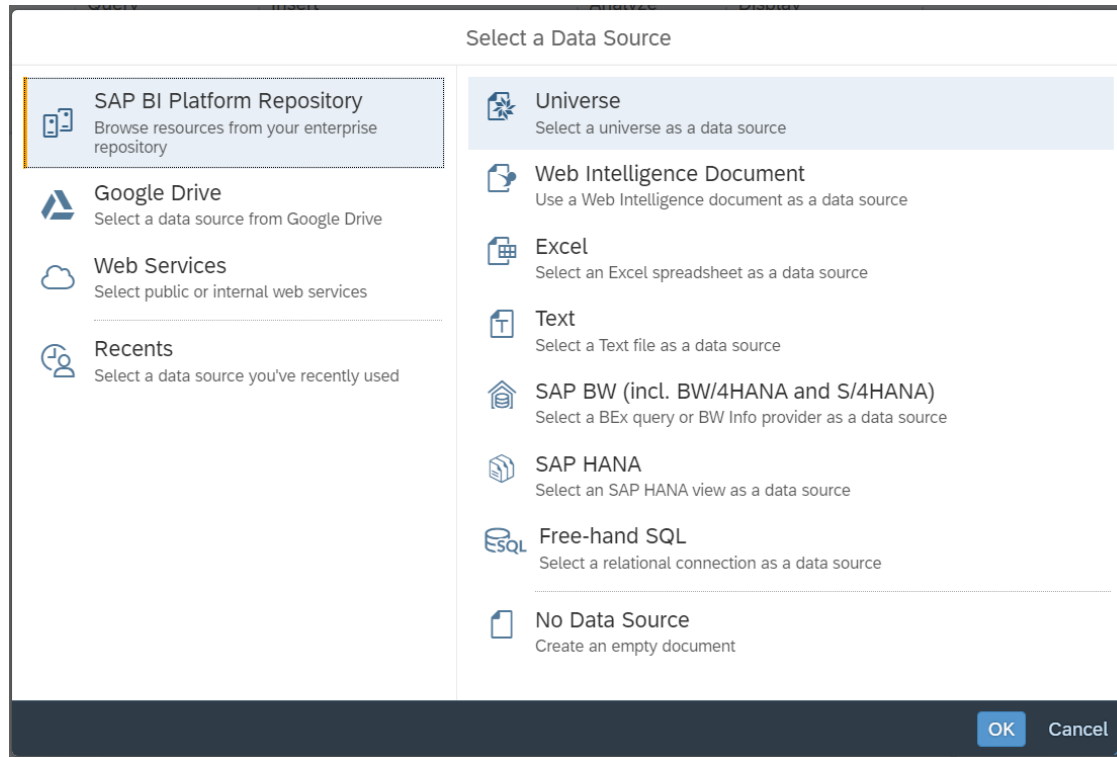 Query Insert Analyze Display
Select a Data Source
SAP BI Platform Repository
Browse resources from your enterprise
repository
Google Drive
Select a data source from Google Drive
Web Services
Select public or internal web services
Recents
Select a data source you've recently used
Universe
Select a universe as a data source
Web Intelligence Document
Use a Web Intelligence document as a data source
Excel
Select an Excel spreadsheet as a data source
Text
Select a Text file as a data source
SAP BW (incl. BW/4HANA and S/4HANA)
Select a BEx query or BW Info provider as a data source
SAP HANA
Select an SAP HANA view as a data source
SQL
Free-hand SQL
Select a relational connection as a data source
No Data Source
Create an empty document
OK Cancel